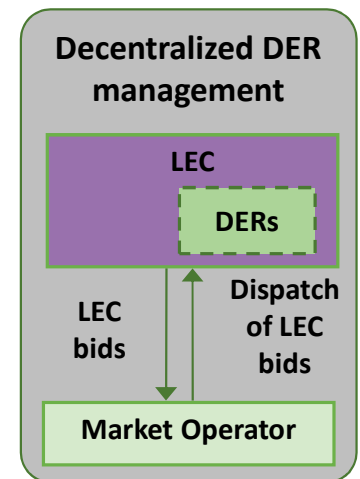 Decentralized DER
management
LEC
DERs
LEC
bids
Dispatch
of LEC
bids
Market Operator